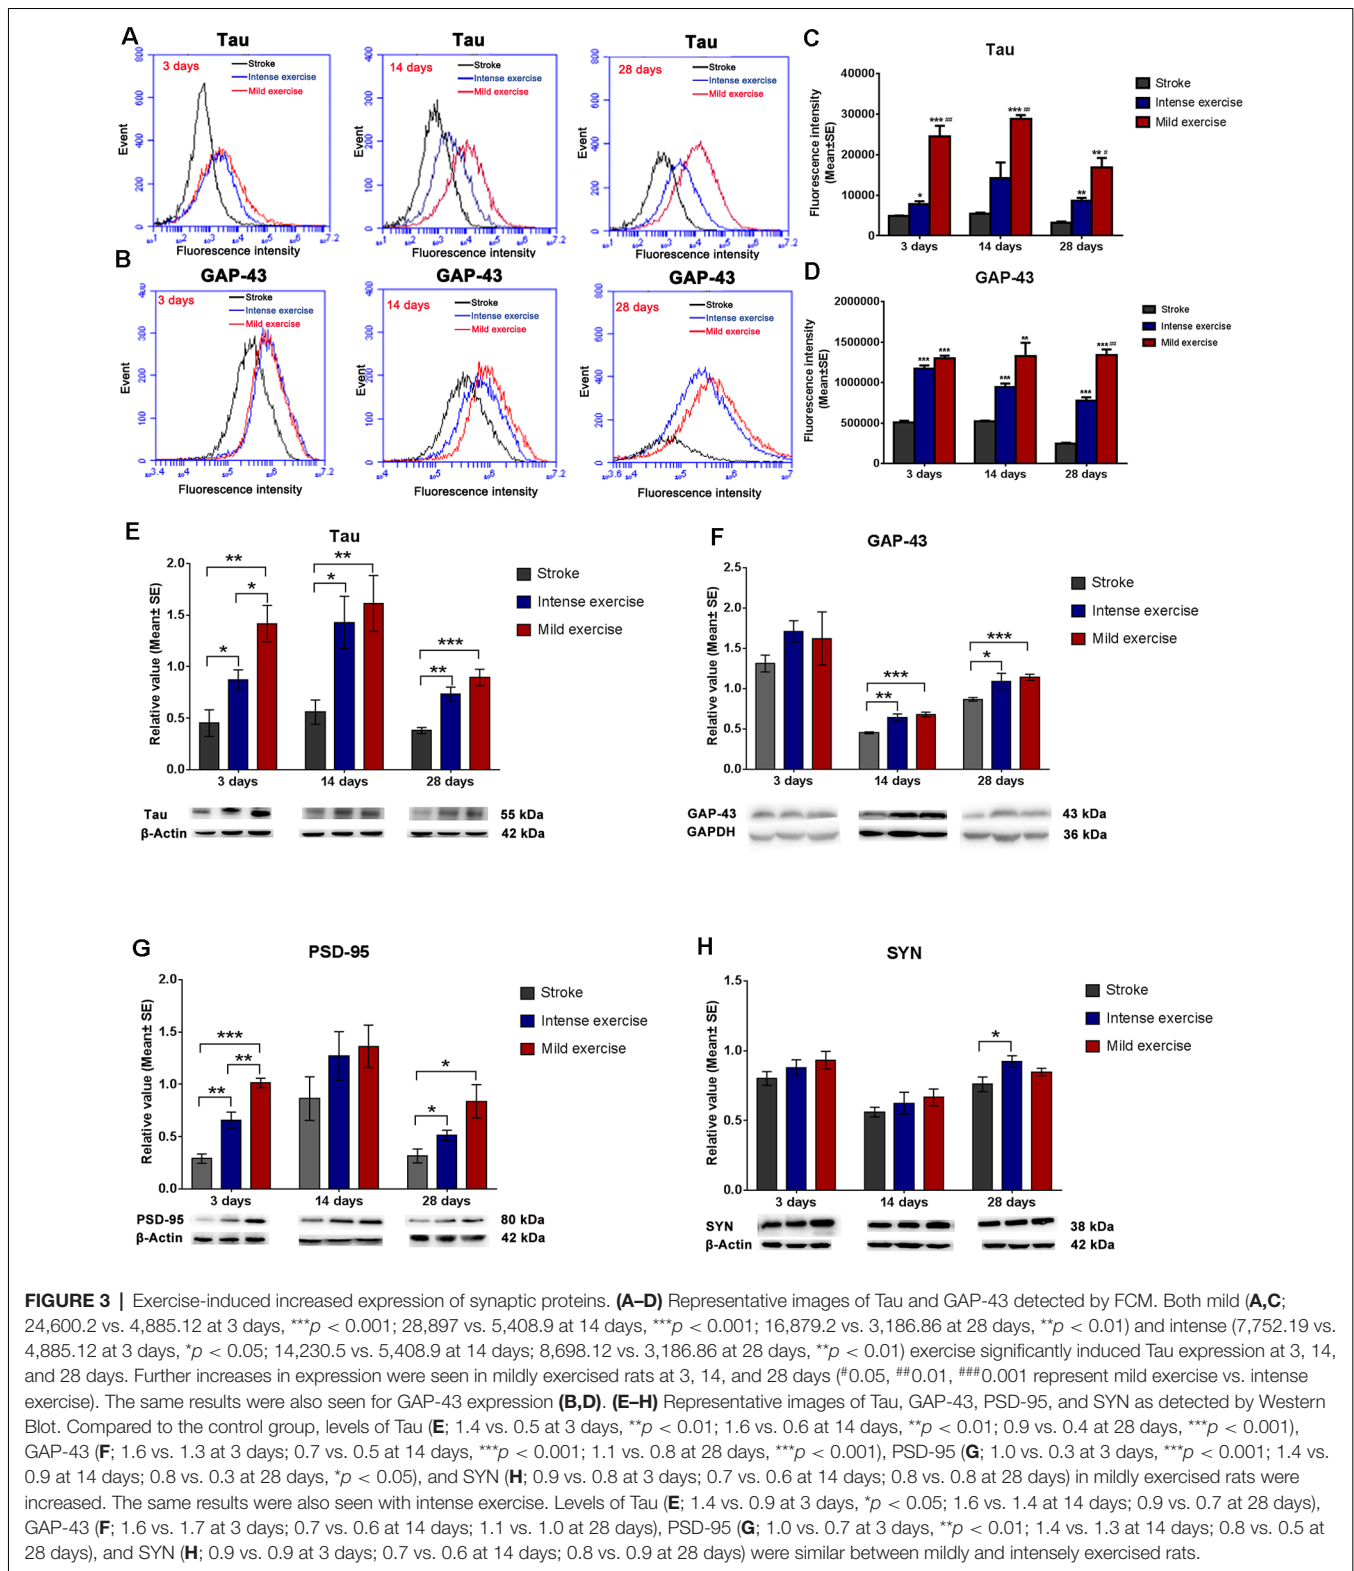 A
Tau
3 days
Stroke
Intense exercise
Mild exercise
Event
800
600
400
200
0
Fluorescence intensity
Tau
14 days
Stroke
Intense exercise
Mild exercise
Event
400
300
200
100
0
Fluorescence intensity
Tau
28 days
Stroke
Intense exercise
Mild exercise
Event
800
600
400
200
0
Fluorescence intensity
B
GAP-43
3 days
Stroke
Intense exercise
Mild exercise
Event
400
300
200
100
0
Fluorescence intensity
GAP-43
14 days
Stroke
Intense exercise
Mild exercise
Event
400
300
200
100
0
Fluorescence intensity
GAP-43
28 days
Stroke
Intense exercise
Mild exercise
Event
800
600
400
200
0
Fluorescence intensity
C
Tau
Fluorescence intensity
(Mean±SE)
40000
30000
20000
10000
0
* *** ##
*** ##
** ** #
3 days 14 days 28 days
Stroke
Intense exercise
Mild exercise
D
GAP-43
Fluorescence intensity
(Mean±SE)
2000000
1500000
1000000
500000
0
*** ***
*** **
*** *** ##
3 days 14 days 28 days
Stroke
Intense exercise
Mild exercise
E
Tau
Relative value (Mean± SE)
2.0
1.5
1.0
0.5
0.0
** * *
** *
*** **
3 days 14 days 28 days
Stroke
Intense exercise
Mild exercise
Tau 55 kDa
β-Actin 42 kDa
F
GAP-43
Relative value (Mean± SE)
2.5
2.0
1.5
1.0
0.5
0.0
*** **
*** *
3 days 14 days 28 days
Stroke
Intense exercise
Mild exercise
GAP-43 43 kDa
GAPDH 36 kDa
G
PSD-95
Relative value (Mean± SE)
2.0
1.5
1.0
0.5
0.0
*** ** **
* *
3 days 14 days 28 days
Stroke
Intense exercise
Mild exercise
PSD-95 80 kDa
β-Actin 42 kDa
H
SYN
Relative value (Mean± SE)
1.5
1.0
0.5
0.0
*
3 days 14 days 28 days
Stroke
Intense exercise
Mild exercise
SYN 38 kDa
β-Actin 42 kDa
FIGURE 3 | Exercise-induced increased expression of synaptic proteins. (A–D) Representative images of Tau and GAP-43 detected by FCM. Both mild (A,C;
24,600.2 vs. 4,885.12 at 3 days, ***p < 0.001; 28,897 vs. 5,408.9 at 14 days, ***p < 0.001; 16,879.2 vs. 3,186.86 at 28 days, **p < 0.01) and intense (7,752.19 vs.
4,885.12 at 3 days, *p < 0.05; 14,230.5 vs. 5,408.9 at 14 days; 8,698.12 vs. 3,186.86 at 28 days, **p < 0.01) exercise significantly induced Tau expression at 3, 14,
and 28 days. Further increases in expression were seen in mildly exercised rats at 3, 14, and 28 days (#0.05, ##0.01, ###0.001 represent mild exercise vs. intense
exercise). The same results were also seen for GAP-43 expression (B,D). (E–H) Representative images of Tau, GAP-43, PSD-95, and SYN as detected by Western
Blot. Compared to the control group, levels of Tau (E; 1.4 vs. 0.5 at 3 days, **p < 0.01; 1.6 vs. 0.6 at 14 days, **p < 0.01; 0.9 vs. 0.4 at 28 days, ***p < 0.001),
GAP-43 (F; 1.6 vs. 1.3 at 3 days; 0.7 vs. 0.5 at 14 days, ***p < 0.001; 1.1 vs. 0.8 at 28 days, ***p < 0.001), PSD-95 (G; 1.0 vs. 0.3 at 3 days, ***p < 0.001; 1.4 vs.
0.9 at 14 days; 0.8 vs. 0.3 at 28 days, *p < 0.05), and SYN (H; 0.9 vs. 0.8 at 3 days; 0.7 vs. 0.6 at 14 days; 0.8 vs. 0.8 at 28 days) in mildly exercised rats were
increased. The same results were also seen with intense exercise. Levels of Tau (E; 1.4 vs. 0.9 at 3 days, *p < 0.05; 1.6 vs. 1.4 at 14 days; 0.9 vs. 0.7 at 28 days),
GAP-43 (F; 1.6 vs. 1.7 at 3 days; 0.7 vs. 0.6 at 14 days; 1.1 vs. 1.0 at 28 days), PSD-95 (G; 1.0 vs. 0.7 at 3 days, **p < 0.01; 1.4 vs. 1.3 at 14 days; 0.8 vs. 0.5 at
28 days), and SYN (H; 0.9 vs. 0.9 at 3 days; 0.7 vs. 0.6 at 14 days; 0.8 vs. 0.9 at 28 days) were similar between mildly and intensely exercised rats.